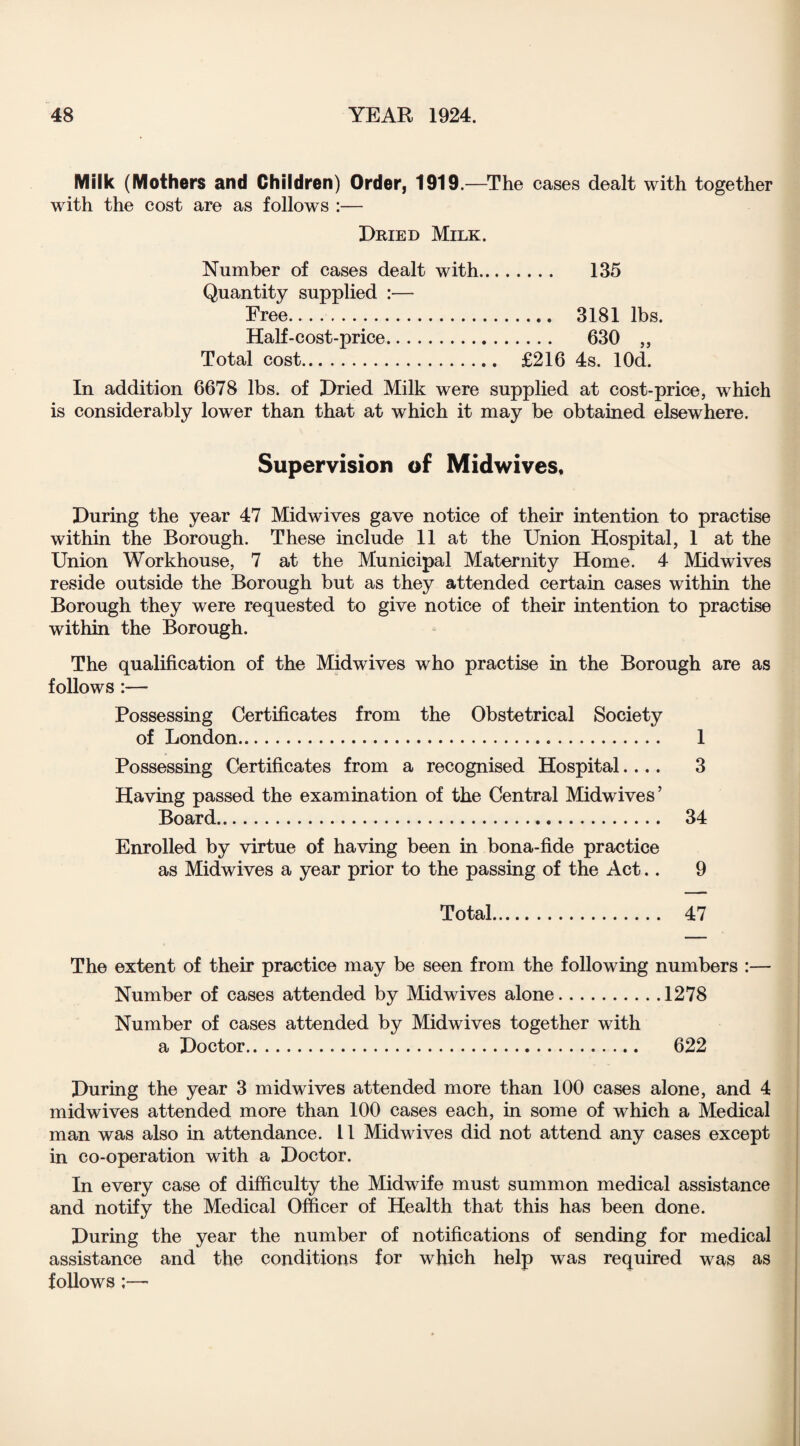 48 YEAR 1924.
Milk (Mothers and Children) Order, 1919.—The cases dealt with together
with the cost are as follows :—
Dried Milk.
Number of cases dealt with........ 135
Quantity supplied :—
Free.......................... 3181 lbs.
Half-cost-price................ 630 „
Total cost.................... £216 4s. 10d.
In addition 6678 lbs. of Dried Milk were supplied at cost-price, which
is considerably lower than that at which it may be obtained elsewhere.
Supervision of Midwives.
During the year 47 Midwives gave notice of their intention to practise
within the Borough. These include 11 at the Union Hospital, 1 at the
Union Workhouse, 7 at the Municipal Maternity Home. 4 Midwives
reside outside the Borough but as they attended certain cases within the
Borough they were requested to give notice of their intention to practise
within the Borough.
The qualification of the Midwives who practise in the Borough are as
follows :—
Possessing Certificates from the Obstetrical Society
of London.......................................... 1
Possessing Certificates from a recognised Hospital.... 3
Having passed the examination of the Central Midwives’
Board............................................ 34
Enrolled by virtue of having been in bona-fide practice
as Midwives a year prior to the passing of the Act.. 9
Total................. 47
The extent of their practice may be seen from the following numbers :—
Number of cases attended by Midwives alone..........1278
Number of cases attended by Midwives together with
a Doctor....................................... 622
During the year 3 midwives attended more than 100 cases alone, and 4
midwives attended more than 100 cases each, in some of which a Medical
man was also in attendance. 11 Midwives did not attend any cases except
in co-operation with a Doctor.
In every case of difficulty the Midwife must summon medical assistance
and notify the Medical Officer of Health that this has been done.
During the year the number of notifications of sending for medical
assistance and the conditions for which help was required was as
follows :—